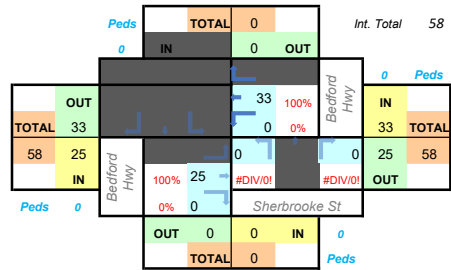 Peds TOTAL 0 Int. Total 58
0 IN 0 OUT
Bedford Hwy
0 Peds
OUT 33 100% IN
TOTAL 33 0 0% 33 TOTAL
58 25 0 0 25 58
IN Bedford Hwy 100% 25 #DIV/0! #DIV/0! OUT
Peds 0 0% 0 Sherbrooke St
OUT 0 0 IN 0
TOTAL 0 Peds